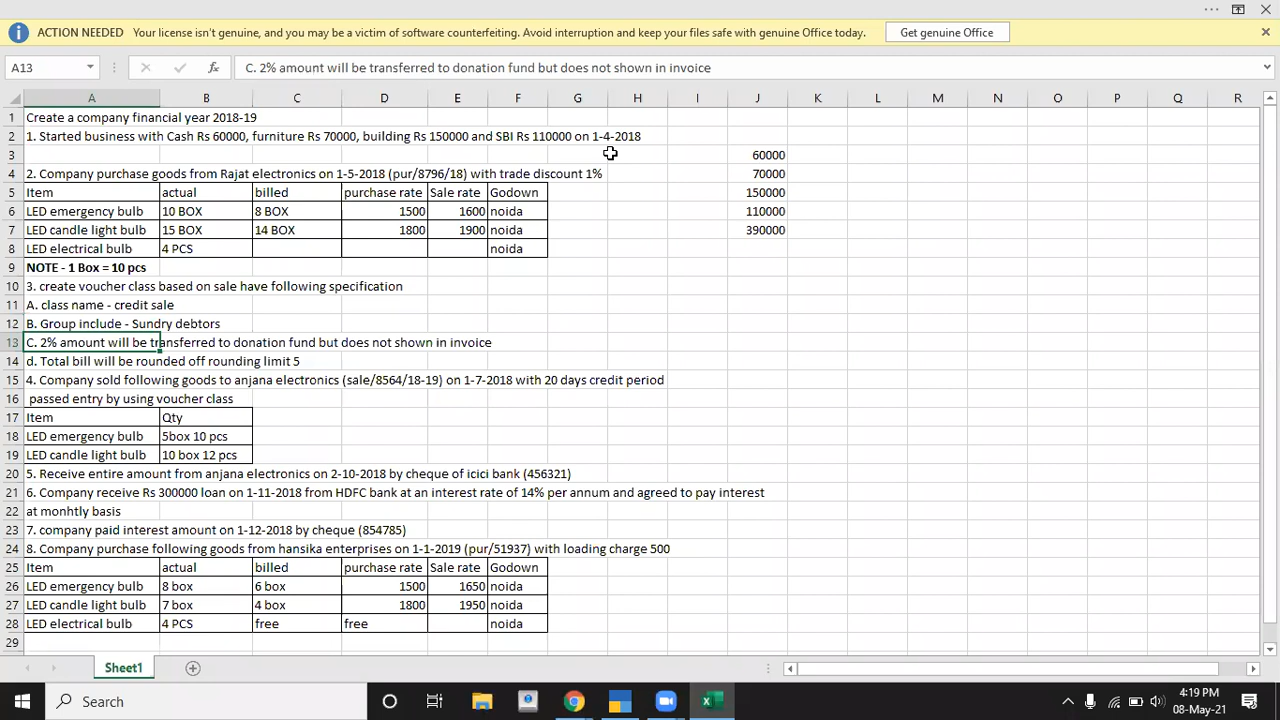 ACTION NEEDED Your license isn't genuine, and you may be a victim of software counterfeiting. Avoid interruption and keep your files safe with genuine Office today. Get genuine Office
A13 fx C. 2% amount will be transferred to donation fund but does not shown in invoice
A B C D E F G H I J K L M N O P Q R
1 Create a company financial year 2018-19
2 1. Started business with Cash Rs 60000, furniture Rs 70000, building Rs 150000 and SBI Rs 110000 on 1-4-2018
3 60000
4 2. Company purchase goods from Rajat electronics on 1-5-2018 (pur/8796/18) with trade discount 1% 70000
5 Item actual billed purchase rate Sale rate Godown 150000
6 LED emergency bulb 10 BOX 8 BOX 1500 1600 noida 110000
7 LED candle light bulb 15 BOX 14 BOX 1800 1900 noida 390000
8 LED electrical bulb 4 PCS noida
9 NOTE - 1 Box = 10 pcs
10 3. create voucher class based on sale have following specification
11 A. class name - credit sale
12 B. Group include - Sundry debtors
13 C. 2% amount will be transferred to donation fund but does not shown in invoice
14 d. Total bill will be rounded off rounding limit 5
15 4. Company sold following goods to anjana electronics (sale/8564/18-19) on 1-7-2018 with 20 days credit period
16 passed entry by using voucher class
17 Item Qty
18 LED emergency bulb 5box 10 pcs
19 LED candle light bulb 10 box 12 pcs
20 5. Receive entire amount from anjana electronics on 2-10-2018 by cheque of icici bank (456321)
21 6. Company receive Rs 300000 loan on 1-11-2018 from HDFC bank at an interest rate of 14% per annum and agreed to pay interest
22 at monhtly basis
23 7. company paid interest amount on 1-12-2018 by cheque (854785)
24 8. Company purchase following goods from hansika enterprises on 1-1-2019 (pur/51937) with loading charge 500
25 Item actual billed purchase rate Sale rate Godown
26 LED emergency bulb 8 box 6 box 1500 1650 noida
27 LED candle light bulb 7 box 4 box 1800 1950 noida
28 LED electrical bulb 4 PCS free free noida
29
Sheet1
Search
4:19 PM
08-May-21